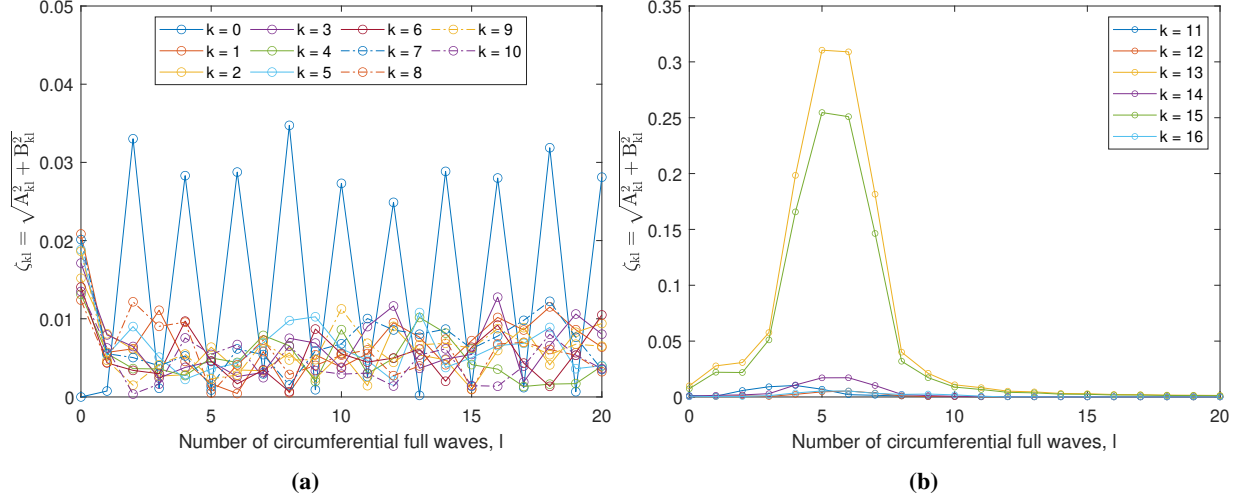 0.05
0.04
0.03
0.02
0.01
0
ζkl = √A²kl + B²kl
k = 0 k = 3 k = 6 k = 9
k = 1 k = 4 k = 7 k = 10
k = 2 k = 5 k = 8
0 5 10 15 20
Number of circumferential full waves, l
(a)
0.35
0.3
0.25
0.2
0.15
0.1
0.05
0
ζkl = √A²kl + B²kl
k = 11
k = 12
k = 13
k = 14
k = 15
k = 16
0 5 10 15 20
Number of circumferential full waves, l
(b)